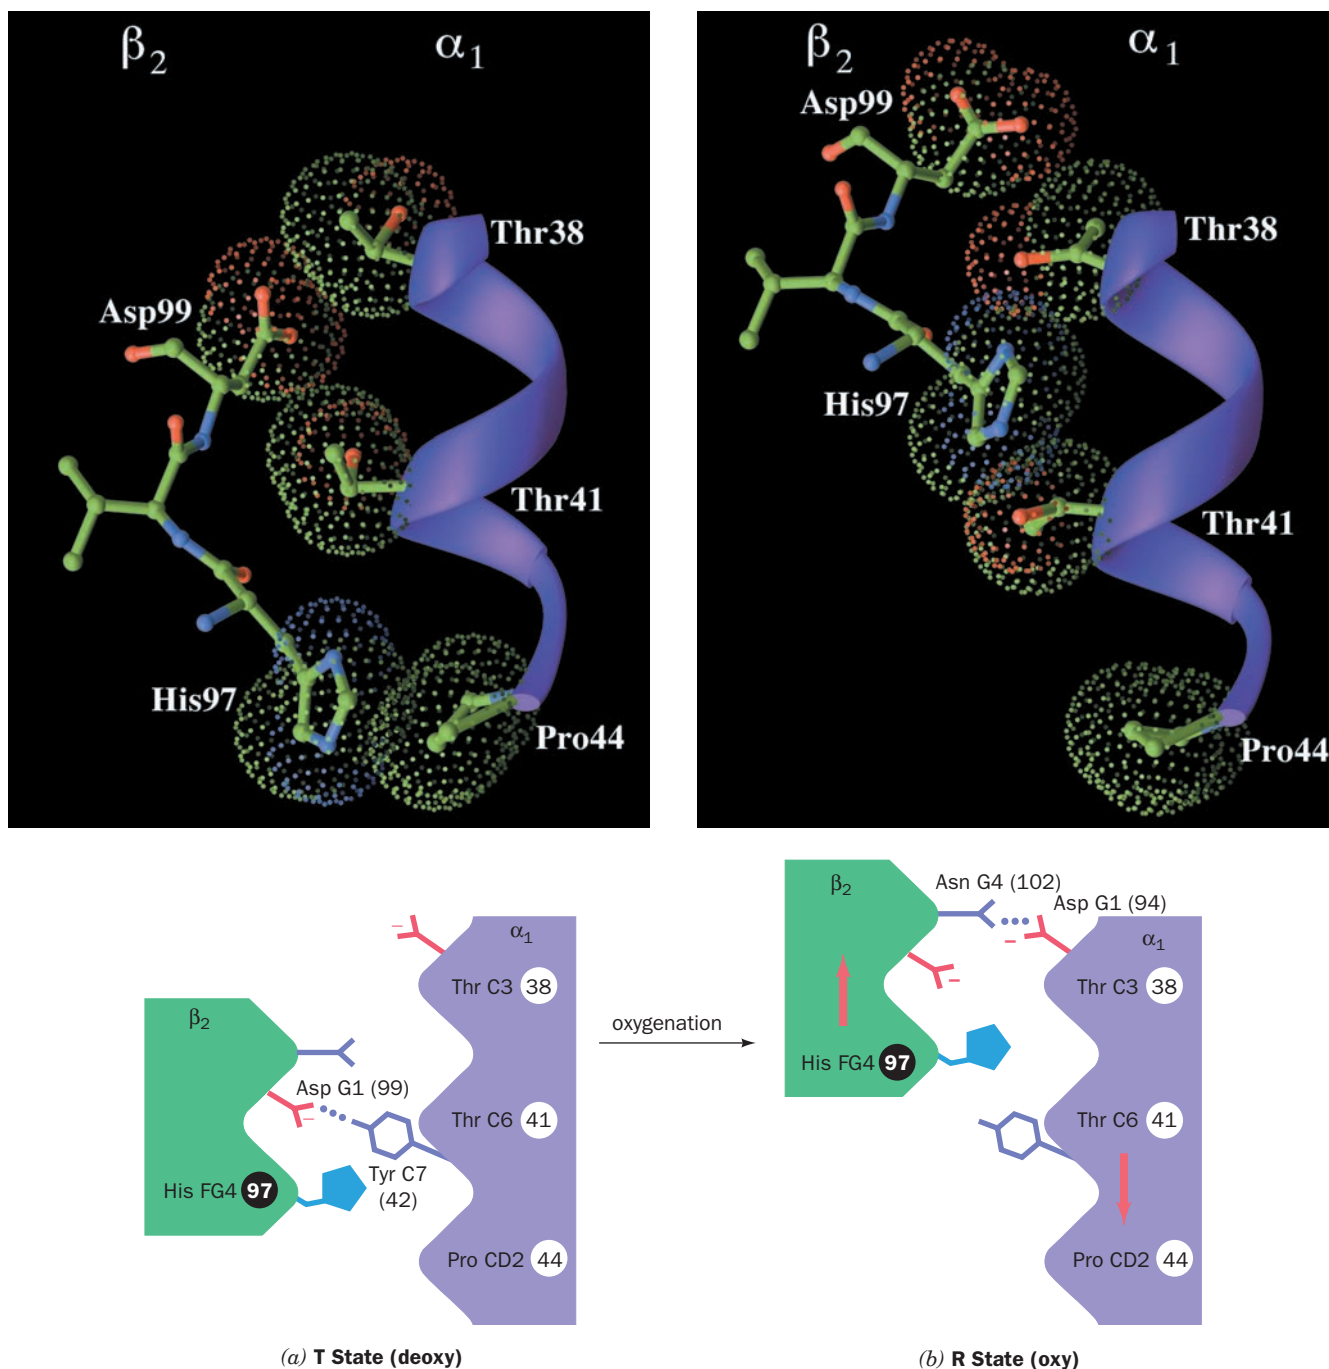 β2 α1
Thr38
Asp99
Thr41
His97
Pro44
β2 α1
Asp99
Thr38
His97
Thr41
Pro44
α1
Thr C3 38
β2
Asp G1 (99)
–
Thr C6 41
His FG4 97
Tyr C7
(42)
Pro CD2 44
–
(a) T State (deoxy)
oxygenation
β2
Asn G4 (102)
Asp G1 (94)
–
α1
–
Thr C3 38
His FG4 97
Thr C6 41
Pro CD2 44
(b) R State (oxy)